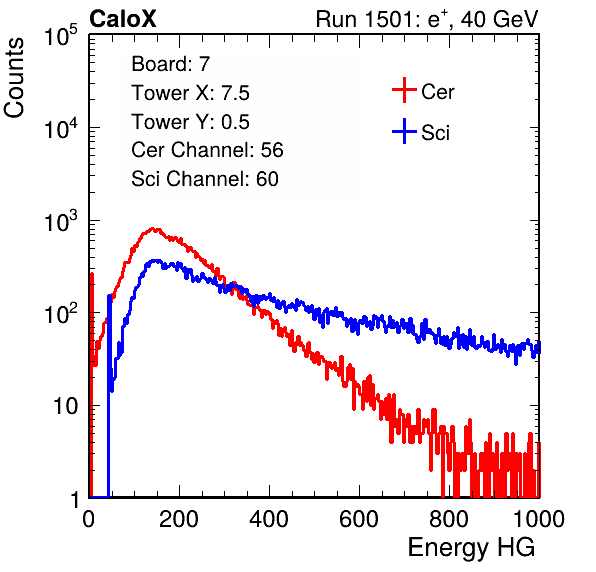 CaloX Run 1501: e⁺, 40 GeV
Counts
10⁵
10⁴
10³
10²
10
1
Board: 7
Tower X: 7.5
Tower Y: 0.5
Cer Channel: 56
Sci Channel: 60
Cer
Sci
0 200 400 600 800 1000
Energy HG